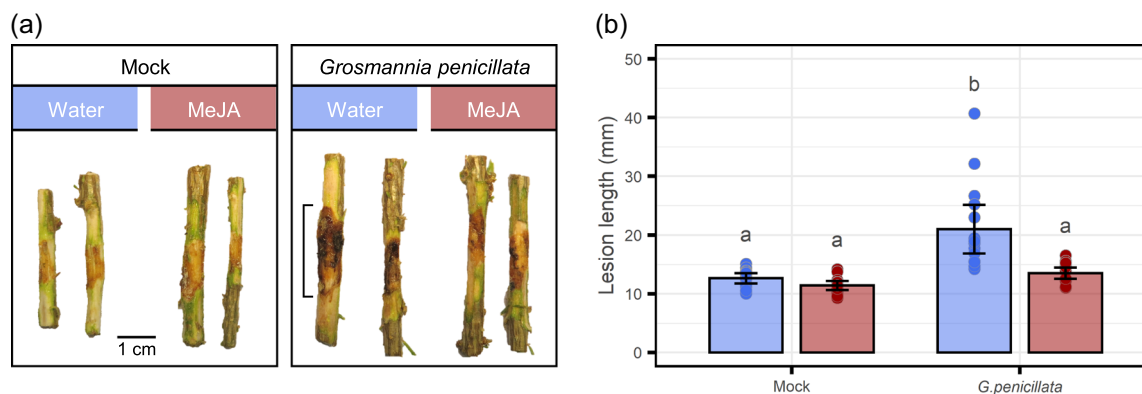 (a)
Mock
Grosmannia penicillata
Water
MeJA
Water
MeJA
1 cm
(b)
Lesion length (mm)
50
40
30
20
10
0
a
a
b
a
Mock
G.penicillata